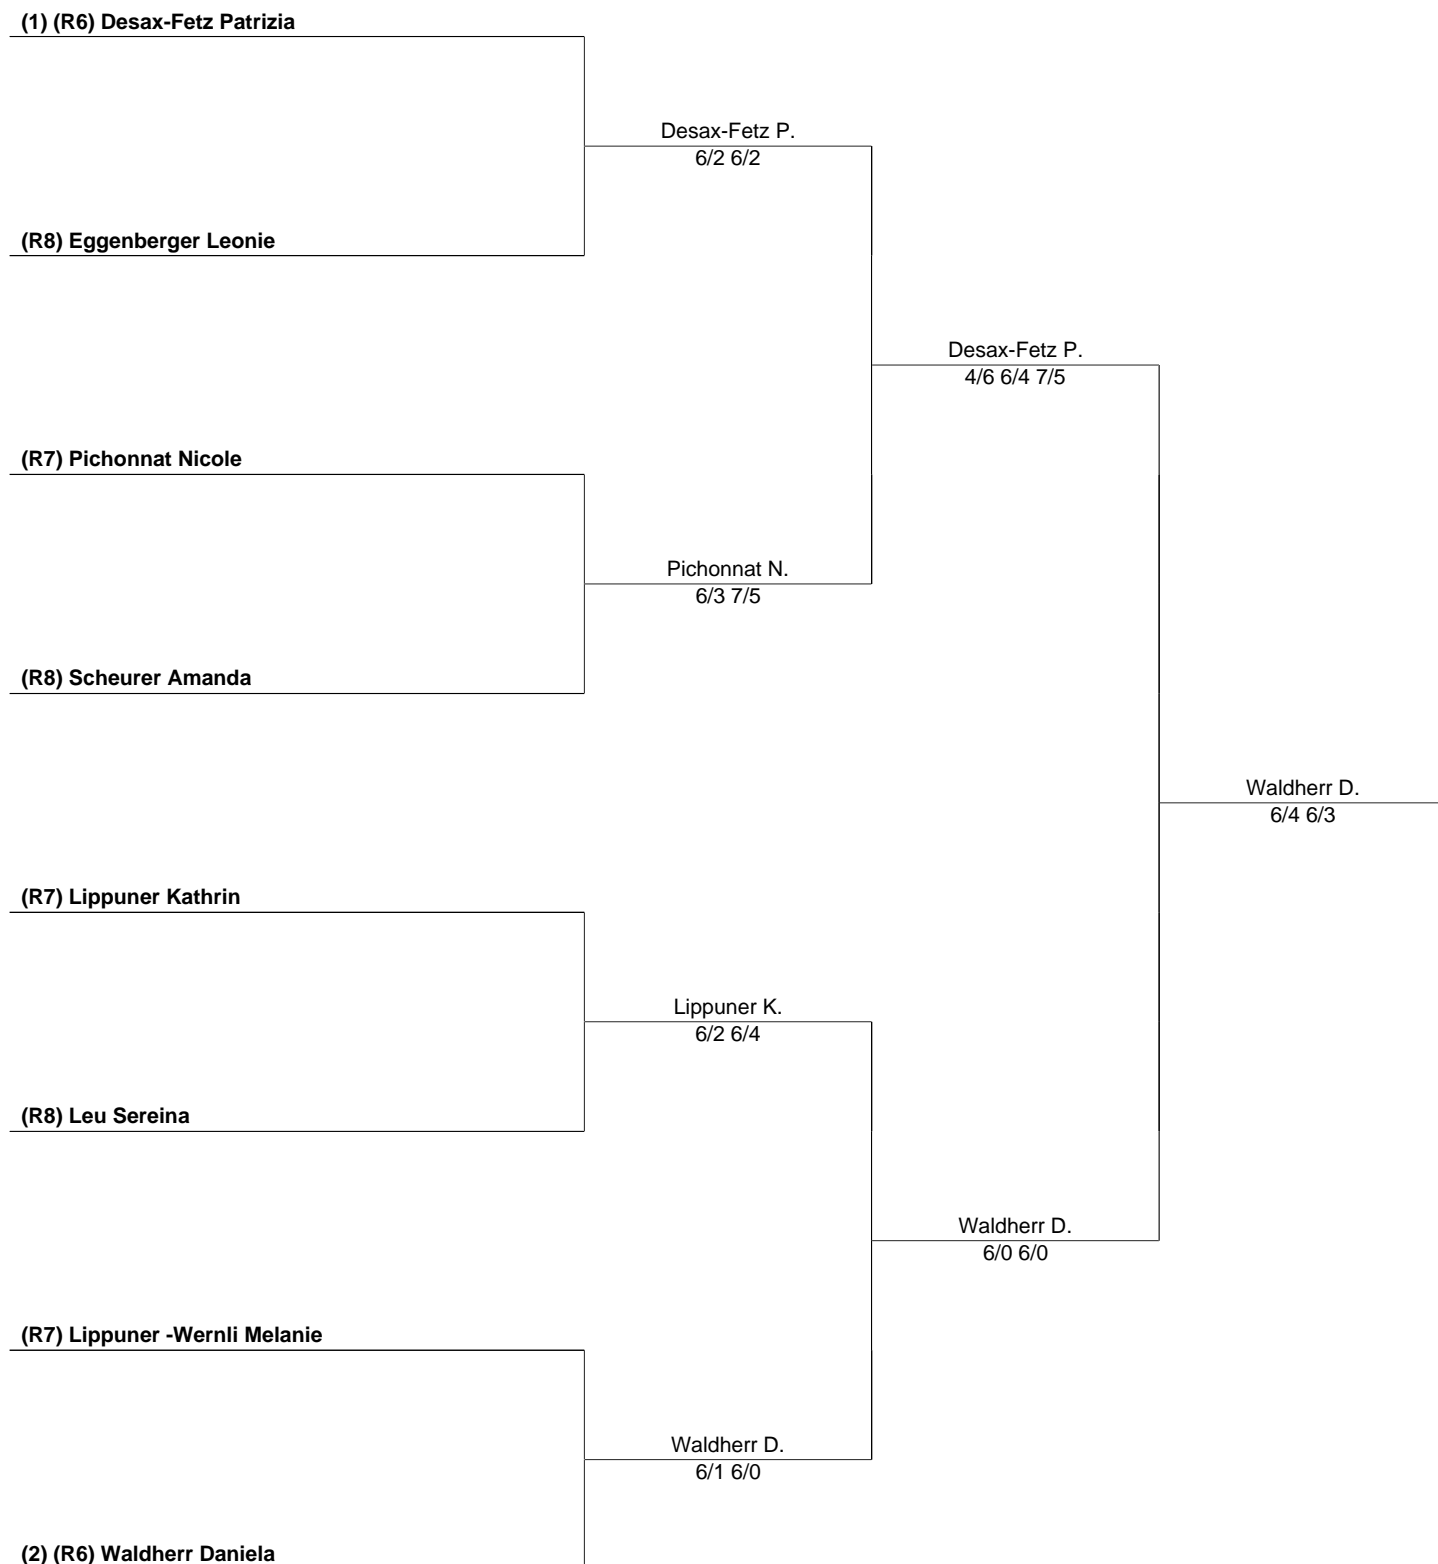 (1) (R6) Desax-Fetz Patrizia
Desax-Fetz P.
6/2 6/2
(R8) Eggenberger Leonie
Desax-Fetz P.
4/6 6/4 7/5
(R7) Pichonnat Nicole
Pichonnat N.
6/3 7/5
(R8) Scheurer Amanda
Waldherr D.
6/4 6/3
(R7) Lippuner Kathrin
Lippuner K.
6/2 6/4
(R8) Leu Sereina
Waldherr D.
6/0 6/0
(R7) Lippuner -Wernli Melanie
Waldherr D.
6/1 6/0
(2) (R6) Waldherr Daniela